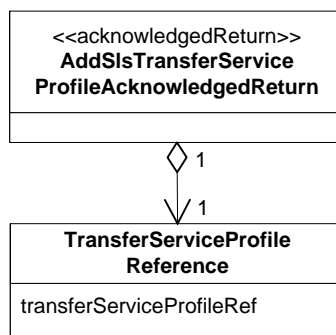 <<acknowledgedReturn>>
AddSlsTransferService
ProfileAcknowledgedReturn
1
1
TransferServiceProfile
Reference
transferServiceProfileRef